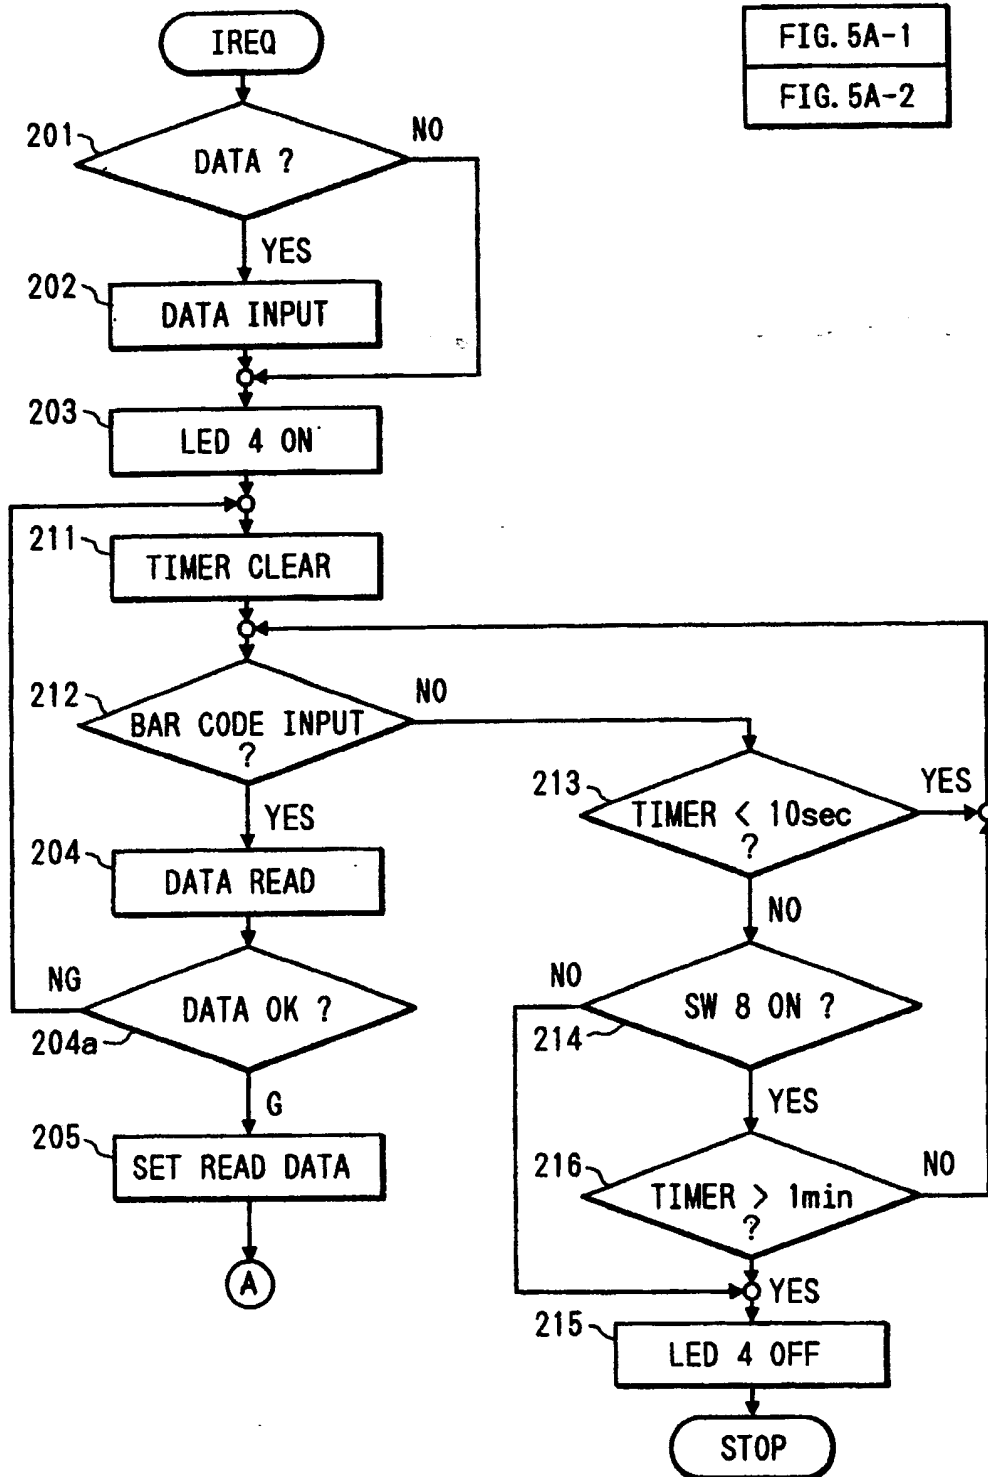 IREQ
FIG. 5A-1
FIG. 5A-2
201
DATA ?
NO
YES
202
DATA INPUT
203
LED 4 ON
211
TIMER CLEAR
212
BAR CODE INPUT
?
NO
YES
213
TIMER < 10sec
?
YES
NO
204
DATA READ
NG
DATA OK ?
204a
G
NO
SW 8 ON ?
214
YES
205
SET READ DATA
216
TIMER > 1min
?
NO
YES
A
215
LED 4 OFF
STOP